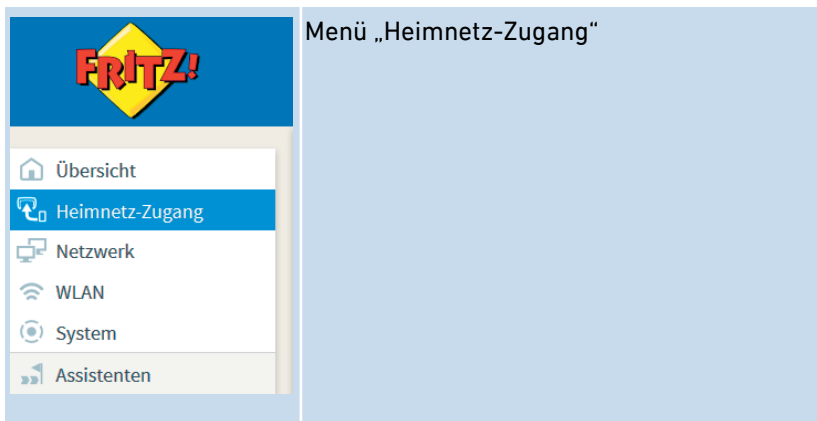 FRITZ!
Menü „Heimnetz-Zugang“
Übersicht
Heimnetz-Zugang
Netzwerk
WLAN
System
Assistenten